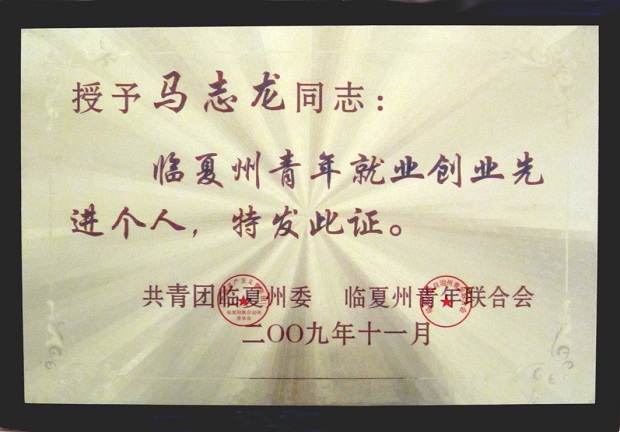 授予马志龙同志：
临夏州青年就业创业先
进个人，特发此证。
共青团临夏州委 临夏州青年联合会
二〇〇九年十一月